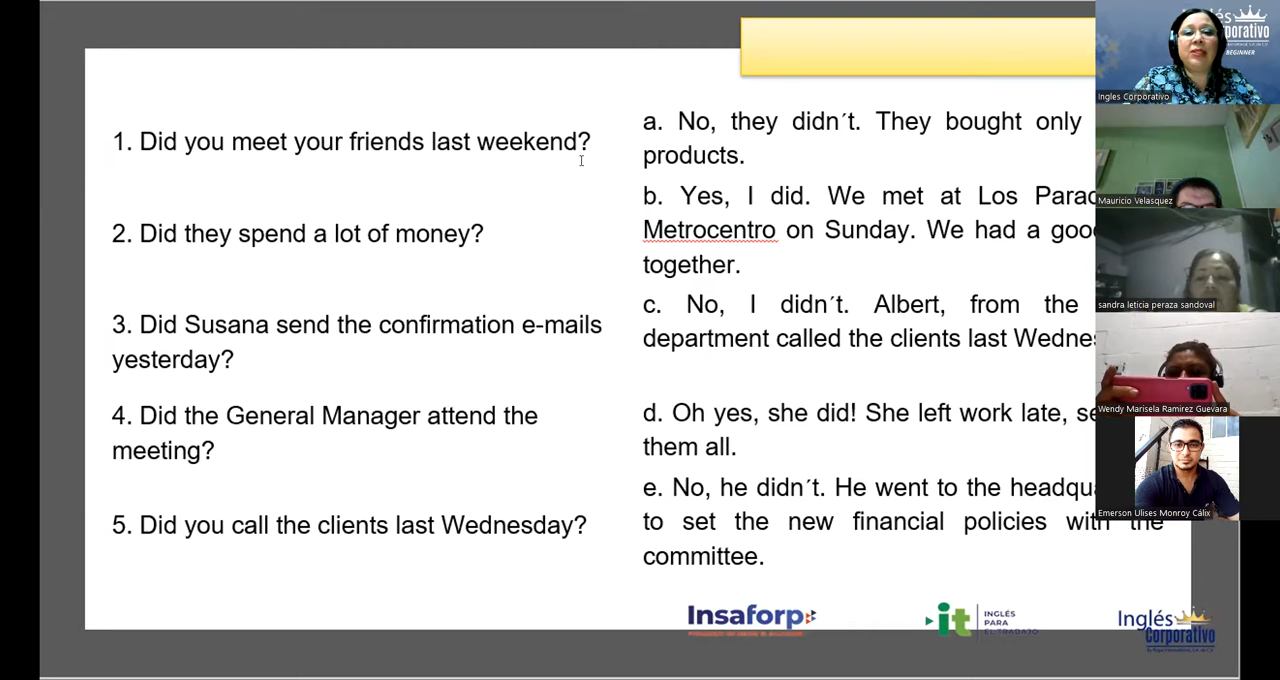 1. Did you meet your friends last weekend?
2. Did they spend a lot of money?
3. Did Susana send the confirmation e-mails
yesterday?
4. Did the General Manager attend the
meeting?
5. Did you call the clients last Wednesday?
a. No, they didn´t. They bought only
products.
b. Yes, I did. We met at Los
Metrocentro on Sunday. We had a
together.
c. No, I didn´t. Albert, from the
department called the clients last
d. Oh yes, she did! She left work late,
them all.
e. No, he didn´t. He went to the
to set the new financial policies with the
committee.
Insaforp
it
INGLÉS
PARA
EL TRABAJO
Inglés
Corporativo
BEGINNER
Ingles Corporativo
Mauricio Velasquez
sandra leticia peraza sandoval
Wendy Marisela Ramirez Guevara
Emerson Ulises Monroy Cálix